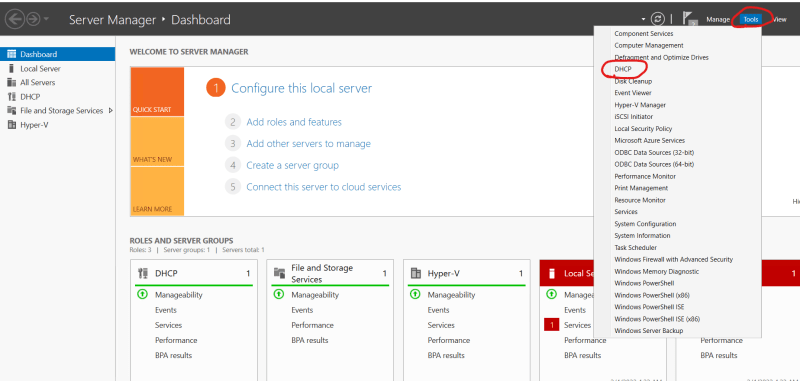 Server Manager • Dashboard
Manage Tools View
Dashboard
Local Server
All Servers
DHCP
File and Storage Services
Hyper-V
WELCOME TO SERVER MANAGER
QUICK START
WHAT'S NEW
LEARN MORE
1 Configure this local server
2 Add roles and features
3 Add other servers to manage
4 Create a server group
5 Connect this server to cloud services
Component Services
Computer Management
Defragment and Optimize Drives
DHCP
Disk Cleanup
Event Viewer
Hyper-V Manager
iSCSI Initiator
Local Security Policy
Microsoft Azure Services
ODBC Data Sources (32-bit)
ODBC Data Sources (64-bit)
Performance Monitor
Print Management
Resource Monitor
Services
System Configuration
System Information
Task Scheduler
Windows Firewall with Advanced Security
Windows Memory Diagnostic
Windows PowerShell
Windows PowerShell (x86)
Windows PowerShell ISE
Windows PowerShell ISE (x86)
Windows Server Backup
Hi
ROLES AND SERVER GROUPS
Roles: 3 | Server groups: 1 | Servers total: 1
DHCP 1
Manageability
Events
Services
Performance
BPA results
File and Storage
Services 1
Manageability
Events
Services
Performance
BPA results
Hyper-V 1
Manageability
Events
Services
Performance
BPA results
Local Se
Manageа
Events
1 Services
Performance
BPA results
1
Performance
BPA results